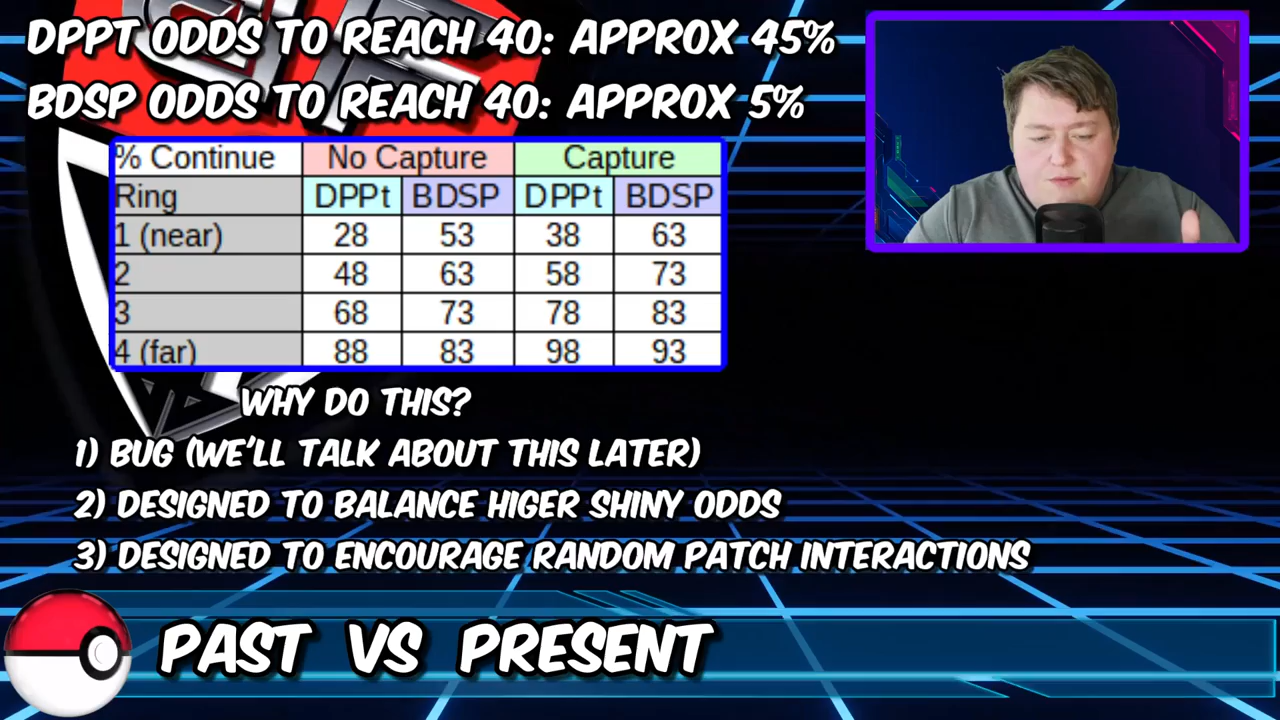 DPPT ODDS TO REACH 40: APPROX 45%
BDSP ODDS TO REACH 40: APPROX 5%
% Continue No Capture Capture
Ring DPPt BDSP DPPt BDSP
1 (near) 28 53 38 63
2 48 63 58 73
3 68 73 78 83
4 (far) 88 83 98 93
WHY DO THIS?
1) BUG (WE'LL TALK ABOUT THIS LATER)
2) DESIGNED TO BALANCE HIGER SHINY ODDS
3) DESIGNED TO ENCOURAGE RANDOM PATCH INTERACTIONS
PAST VS PRESENT